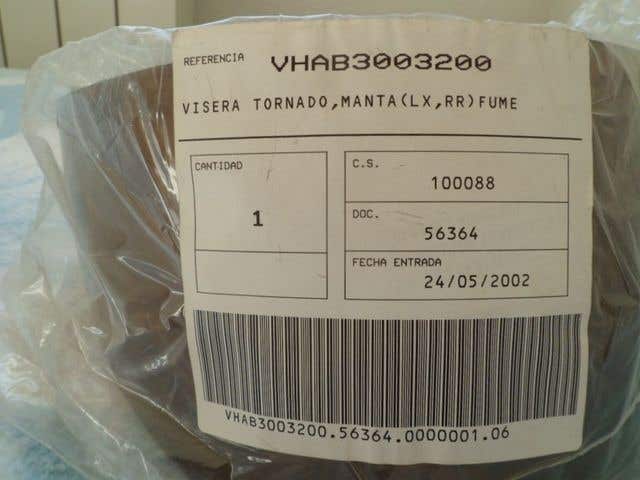 REFERENCIA VHAB3003200
VISERA TORNADO,MANTA(LX,RR)FUME
CANTIDAD
1
C.S.
100088
DOC.
56364
FECHA ENTRADA
24/05/2002
VHAB3003200.56364.0000001.06